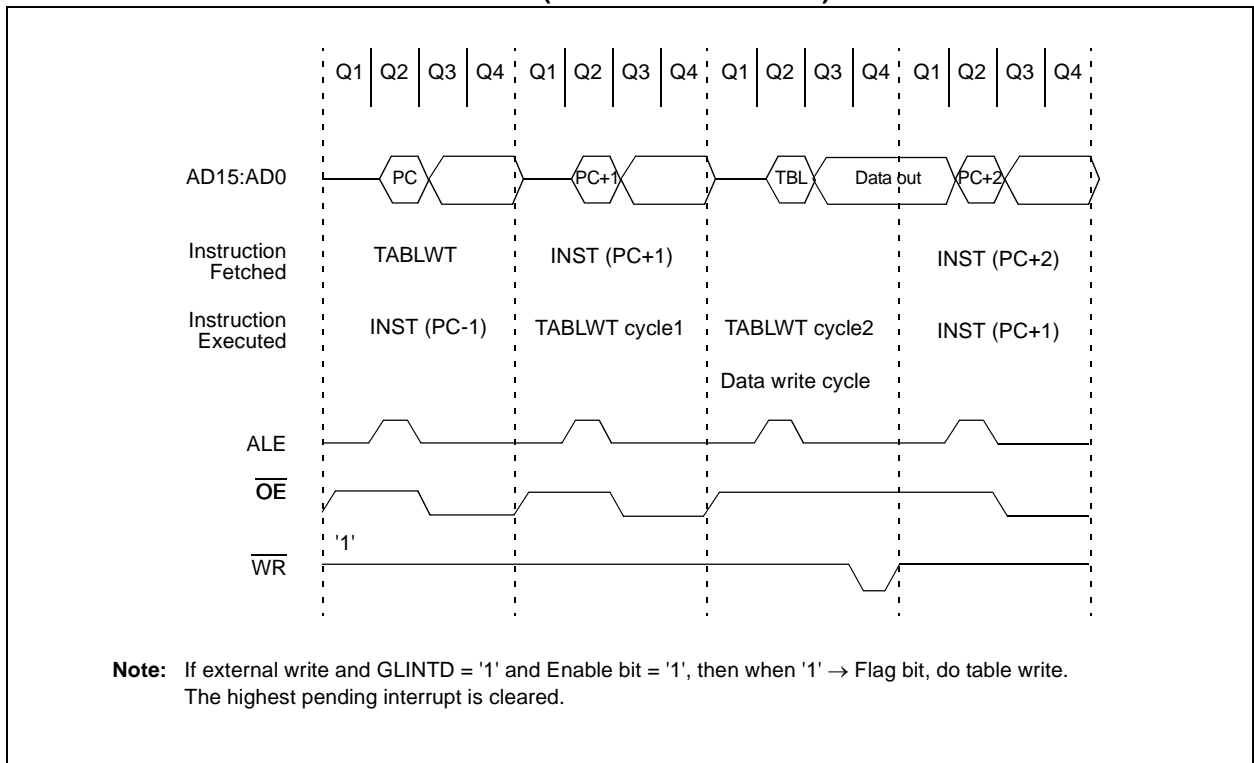 Q1 Q2 Q3 Q4 Q1 Q2 Q3 Q4 Q1 Q2 Q3 Q4 Q1 Q2 Q3 Q4
AD15:AD0 PC PC+1 TBL Data out PC+2
Instruction Fetched TABLWT INST (PC+1) INST (PC+2)
Instruction Executed INST (PC-1) TABLWT cycle1 TABLWT cycle2 INST (PC+1)
Data write cycle
ALE
OE
'1'
WR
Note: If external write and GLINTD = '1' and Enable bit = '1', then when '1' → Flag bit, do table write.
The highest pending interrupt is cleared.